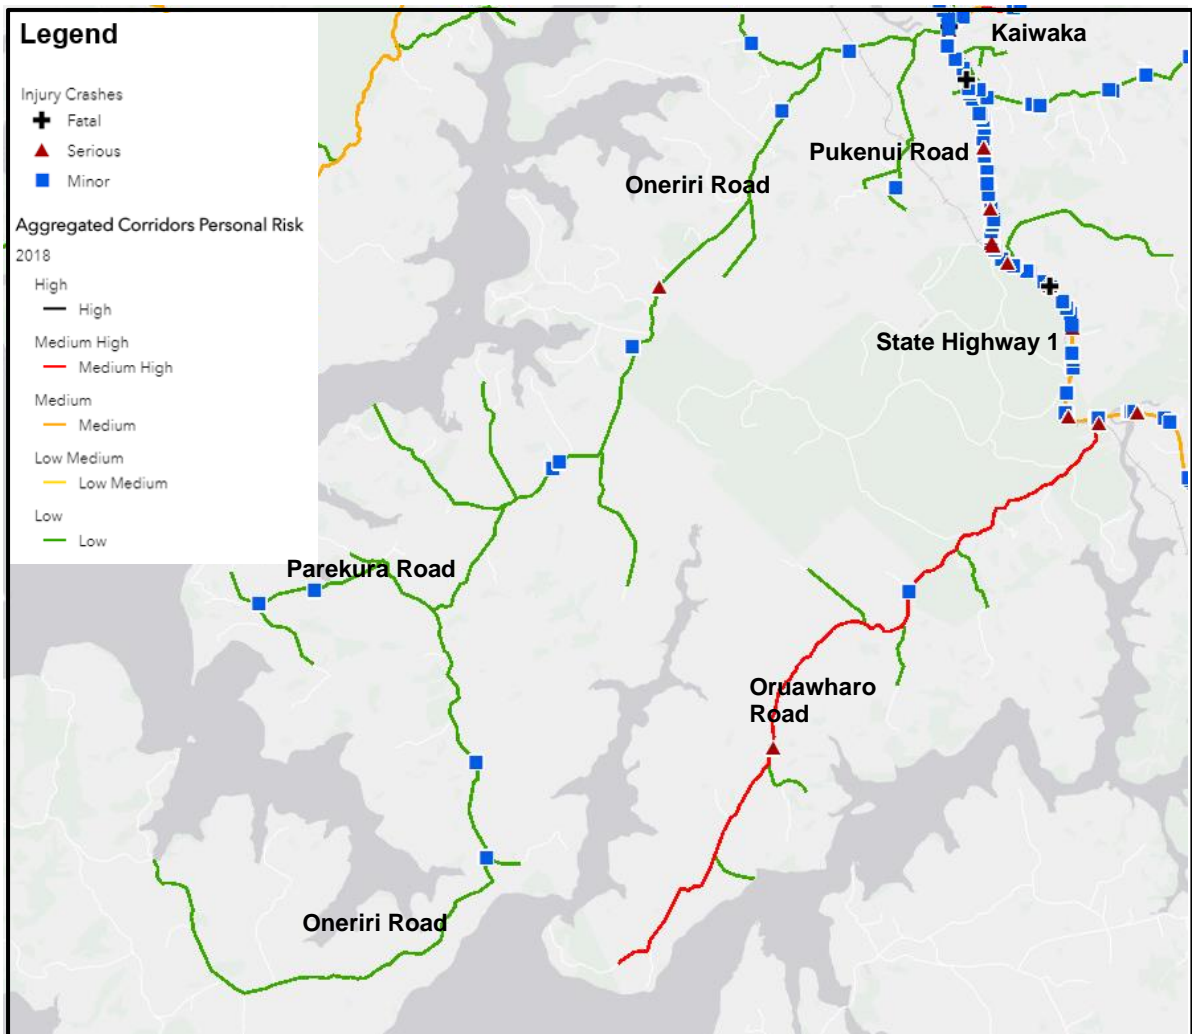 Legend
Injury Crashes
Fatal
Serious
Minor
Aggregated Corridors Personal Risk
2018
High
High
Medium High
Medium High
Medium
Medium
Low Medium
Low Medium
Low
Low
Kaiwaka
Pukenui Road
Oneriri Road
State Highway 1
Parekura Road
Oruawharo
Road
Oneriri Road